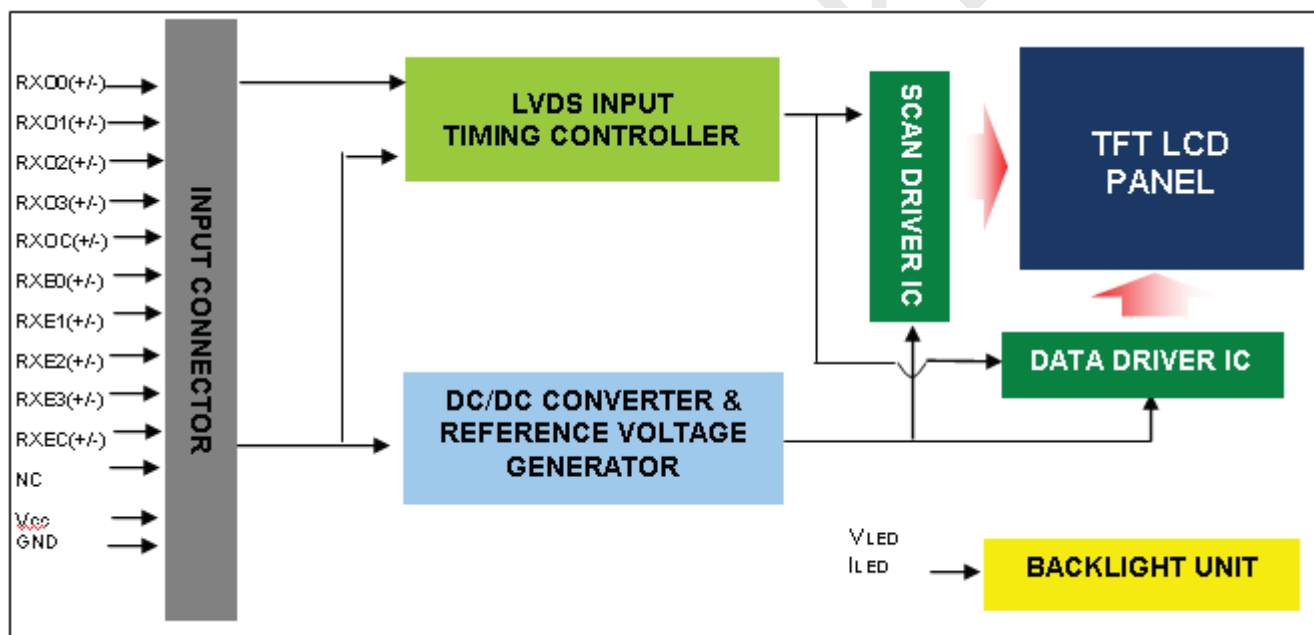 RXO0(+/-)
RXO1(+/-)
RXO2(+/-)
RXO3(+/-)
RXOC(+/-)
RXE0(+/-)
RXE1(+/-)
RXE2(+/-)
RXE3(+/-)
RXEC(+/-)
NC
Vcc
GND
INPUT CONNECTOR
LVDS INPUT
TIMING CONTROLLER
DC/DC CONVERTER &
REFERENCE VOLTAGE
GENERATOR
SCAN DRIVER IC
TFT LCD
PANEL
DATA DRIVER IC
VLED
ILED
BACKLIGHT UNIT